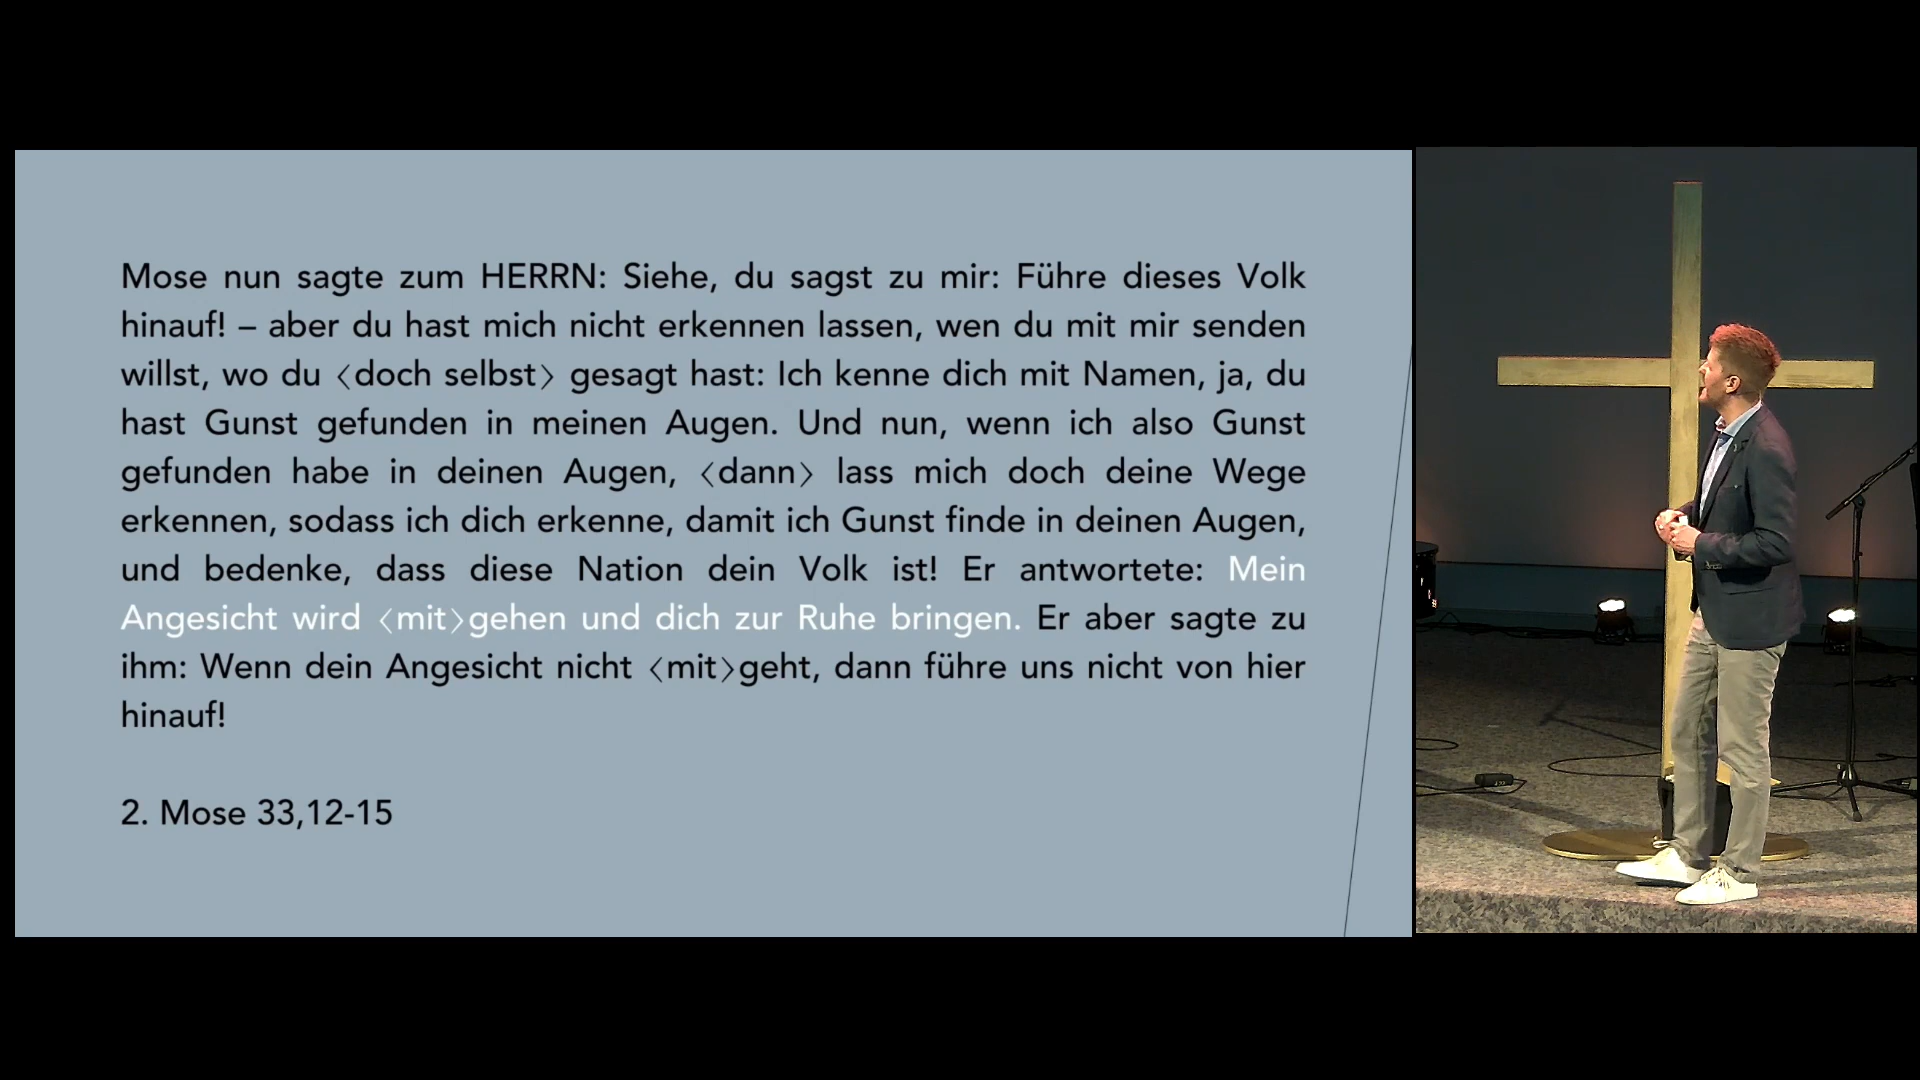 Mose nun sagte zum HERRN: Siehe, du sagst zu mir: Führe dieses Volk
hinauf! – aber du hast mich nicht erkennen lassen, wen du mit mir senden
willst, wo du 〈doch selbst〉 gesagt hast: Ich kenne dich mit Namen, ja, du
hast Gunst gefunden in meinen Augen. Und nun, wenn ich also Gunst
gefunden habe in deinen Augen, 〈dann〉 lass mich doch deine Wege
erkennen, sodass ich dich erkenne, damit ich Gunst finde in deinen Augen,
und bedenke, dass diese Nation dein Volk ist! Er antwortete: Mein
Angesicht wird 〈mit〉gehen und dich zur Ruhe bringen. Er aber sagte zu
ihm: Wenn dein Angesicht nicht 〈mit〉geht, dann führe uns nicht von hier
hinauf!
2. Mose 33,12-15